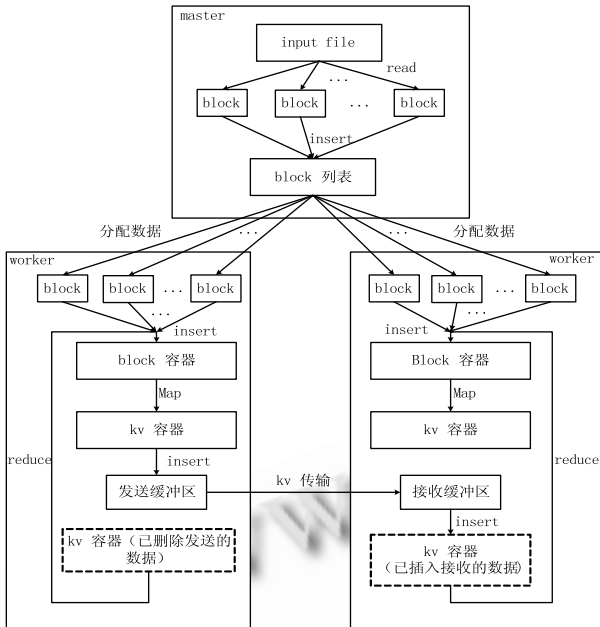 master
input file
read
...
block
block
...
block
insert
block 列表
分配数据
...
...
分配数据
worker
worker
block
block
...
block
block
block
...
block
...
...
insert
insert
block 容器
Block 容器
Map
Map
kv 容器
kv 容器
reduce
insert
reduce
发送缓冲区
kv 传输
接收缓冲区
insert
kv 容器（已删除发送的
数据）
kv 容器
（已插入接收的数据）